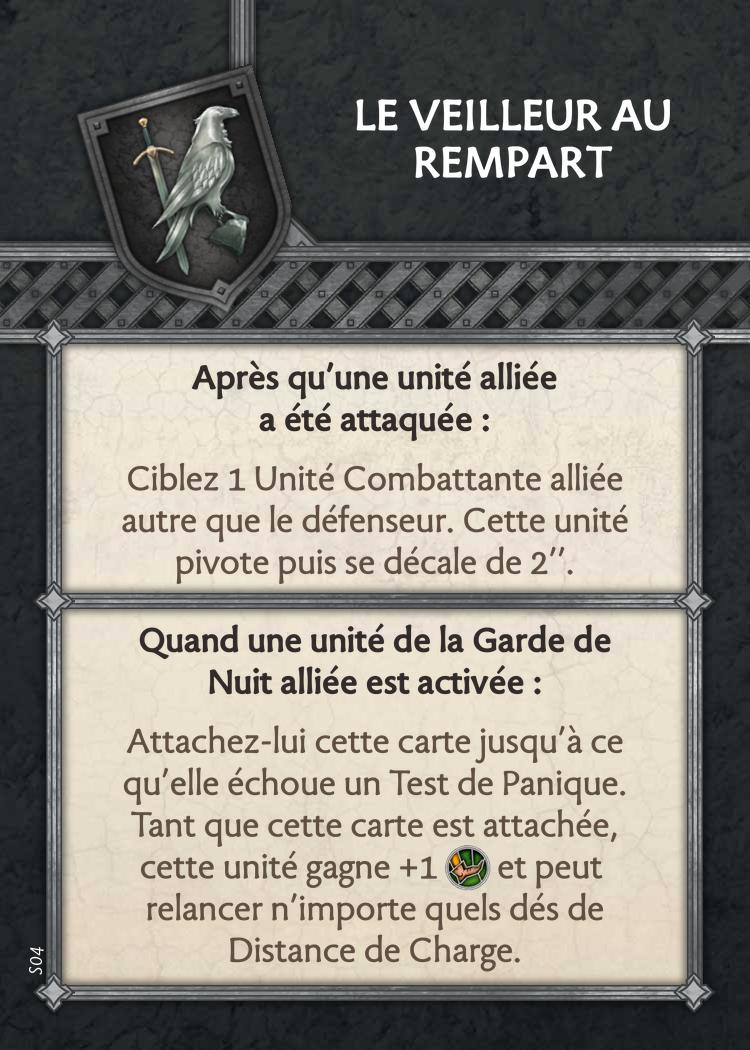 LE VEILLEUR AU
REMPART
Après qu’une unité alliée
a été attaquée :
Ciblez 1 Unité Combattante alliée
autre que le défenseur. Cette unité
pivote puis se décale de 2’’.
Quand une unité de la Garde de
Nuit alliée est activée :
Attachez-lui cette carte jusqu’à ce
qu’elle échoue un Test de Panique.
Tant que cette carte est attachée,
cette unité gagne +1 et peut
relancer n’importe quels dés de
Distance de Charge.
S04